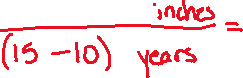 inches =
(15 - 10) years